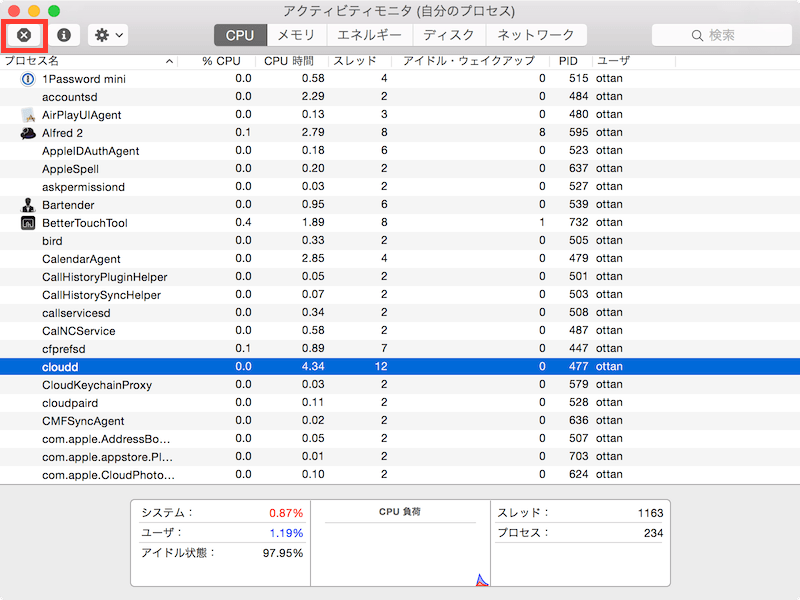 アクティビティモニタ (自分のプロセス)
CPU メモリ エネルギー ディスク ネットワーク 検索
プロセス名 % CPU CPU 時間 スレッド アイドル・ウェイクアップ PID ユーザ
1Password mini 0.0 0.58 4 0 515 ottan
accountsd 0.0 2.29 2 0 484 ottan
AirPlayUIAgent 0.0 0.13 3 0 480 ottan
Alfred 2 0.1 2.79 8 8 595 ottan
AppleIDAuthAgent 0.0 0.18 6 0 523 ottan
AppleSpell 0.0 0.20 2 0 637 ottan
askpermissiond 0.0 0.03 2 0 527 ottan
Bartender 0.0 0.95 6 0 539 ottan
BetterTouchTool 0.4 1.89 8 1 732 ottan
bird 0.0 0.33 2 0 505 ottan
CalendarAgent 0.0 2.85 4 0 479 ottan
CallHistoryPluginHelper 0.0 0.05 2 0 501 ottan
CallHistorySyncHelper 0.0 0.07 2 0 503 ottan
callservicesd 0.0 0.34 2 0 508 ottan
CalNCService 0.0 0.58 2 0 487 ottan
cfprefsd 0.1 0.89 7 0 447 ottan
cloudd 0.0 4.34 12 0 477 ottan
CloudKeychainProxy 0.0 0.03 2 0 579 ottan
cloudpaird 0.0 0.11 2 0 528 ottan
CMFSyncAgent 0.0 0.02 2 0 636 ottan
com.apple.AddressBo... 0.0 0.05 2 0 507 ottan
com.apple.appstore.Pl... 0.0 0.01 2 0 703 ottan
com.apple.CloudPhoto... 0.0 0.10 2 0 624 ottan
システム： 0.87% CPU 負荷 スレッド： 1163
ユーザ： 1.19% プロセス： 234
アイドル状態： 97.95%